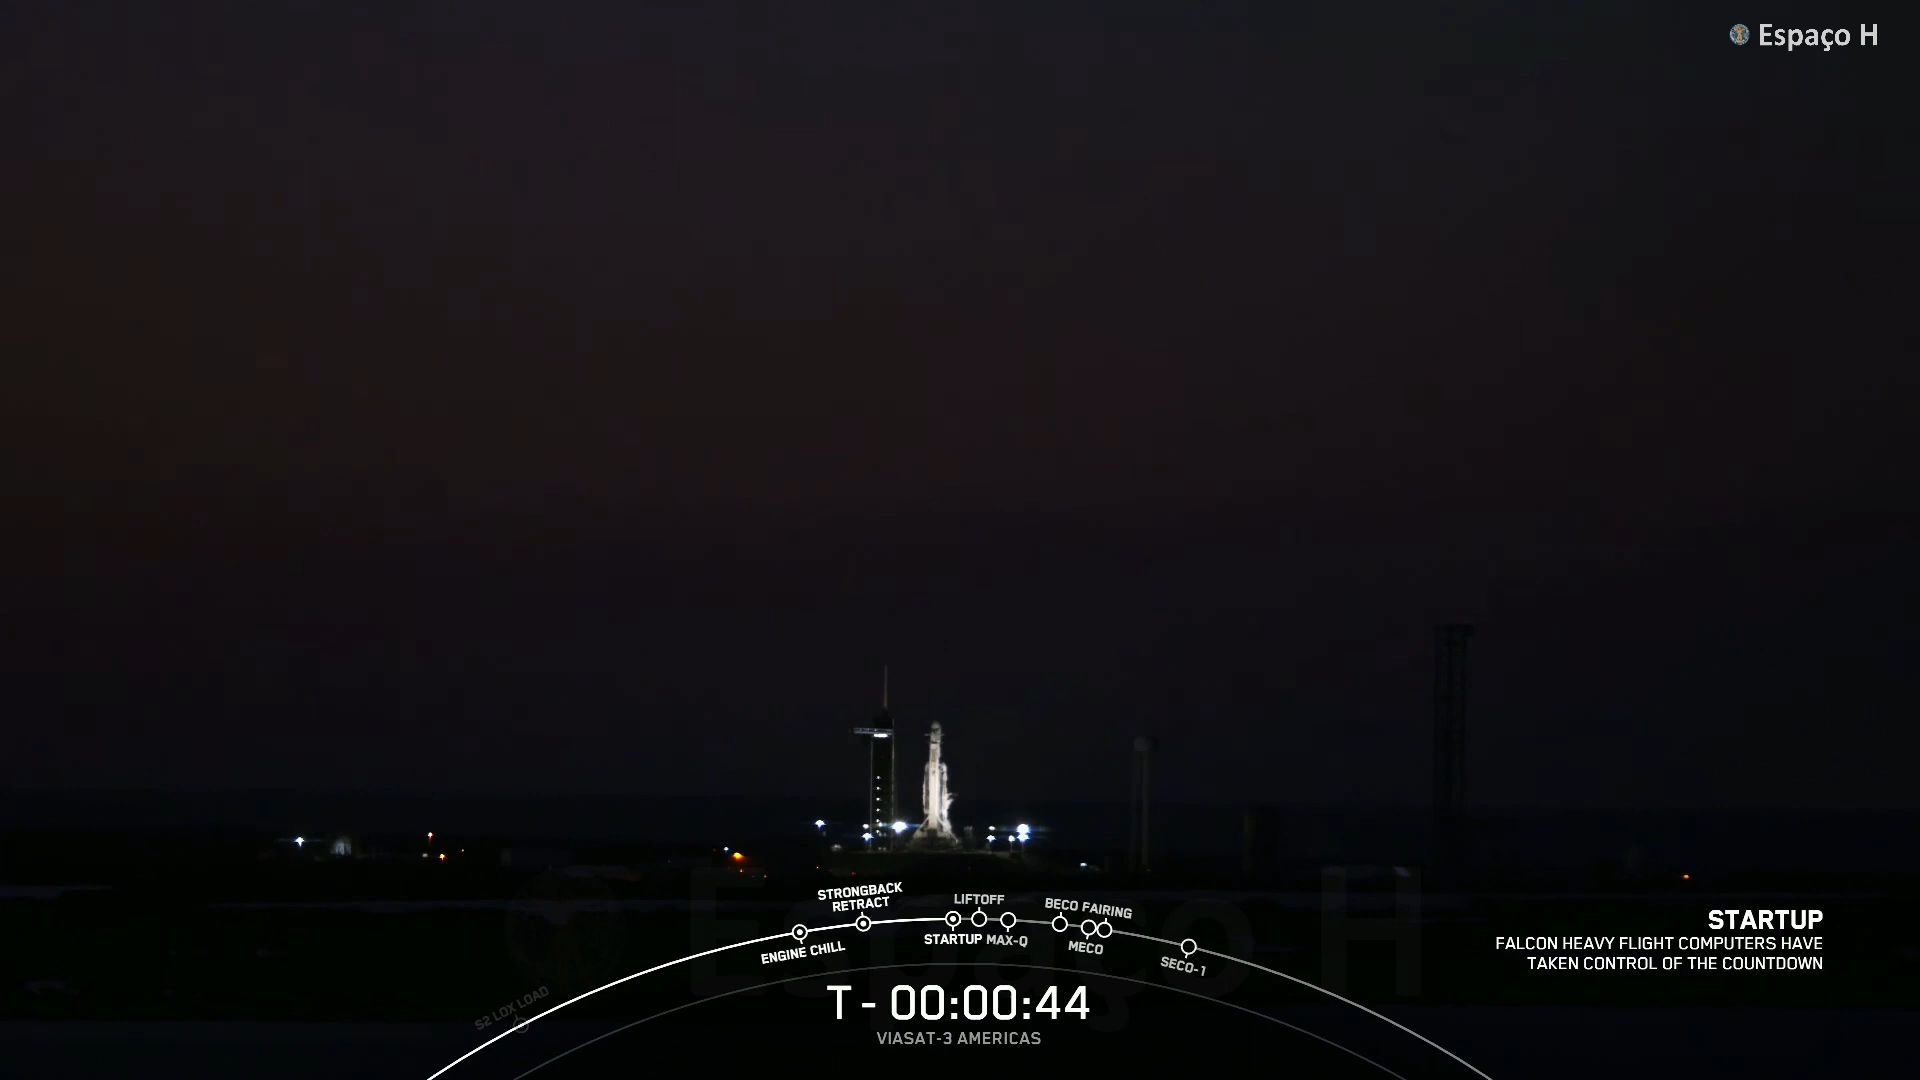 Espaço H
STRONGBACK
RETRACT
LIFTOFF
BECO FAIRING
ENGINE CHILL
STARTUP MAX-Q
MECO
SECO-1
S2 LOX LOAD
T - 00:00:44
VIASAT-3 AMERICAS
STARTUP
FALCON HEAVY FLIGHT COMPUTERS HAVE
TAKEN CONTROL OF THE COUNTDOWN
Espaço H